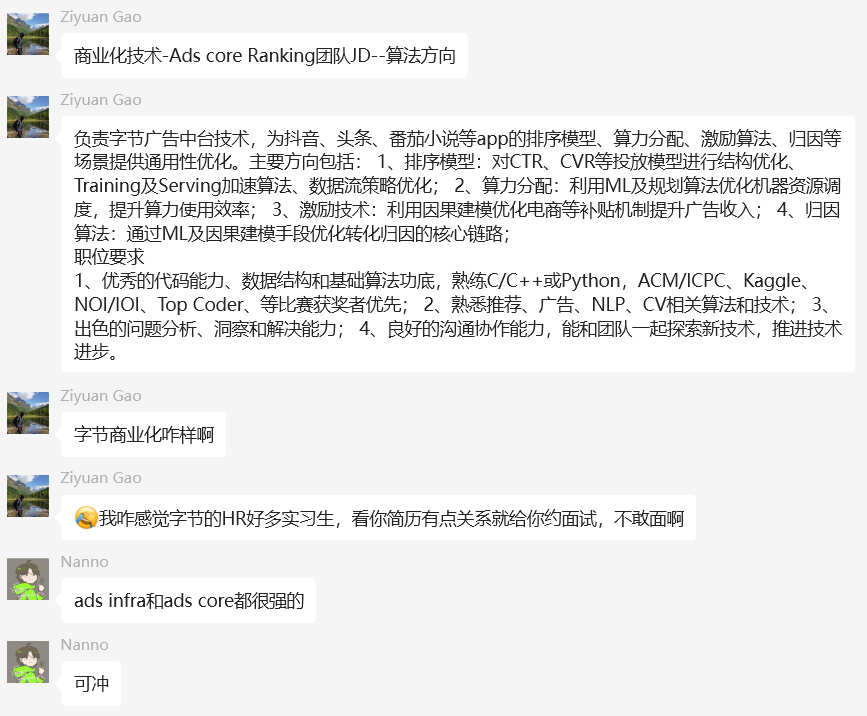 Ziyuan Gao
商业化技术-Ads core Ranking团队JD--算法方向
Ziyuan Gao
负责字节广告中台技术，为抖音、头条、番茄小说等app的排序模型、算力分配、激励算法、归因等
场景提供通用性优化。主要方向包括： 1、排序模型：对CTR、CVR等投放模型进行结构优化、
Training及Serving加速算法、数据流策略优化； 2、算力分配：利用ML及规划算法优化机器资源调
度，提升算力使用效率； 3、激励技术：利用因果建模优化电商等补贴机制提升广告收入； 4、归因
算法：通过ML及因果建模手段优化转化归因的核心链路；
职位要求
1、优秀的代码能力、数据结构和基础算法功底，熟练C/C++或Python，ACM/ICPC、Kaggle、
NOI/IOI、Top Coder、等比赛获奖者优先； 2、熟悉推荐、广告、NLP、CV相关算法和技术； 3、
出色的问题分析、洞察和解决能力； 4、良好的沟通协作能力，能和团队一起探索新技术，推进技术
进步。
Ziyuan Gao
字节商业化咋样啊
Ziyuan Gao
🤣我咋感觉字节的HR好多实习生，看你简历有点关系就给你约面试，不敢面啊
Nanno
ads infra和ads core都很强的
Nanno
可冲